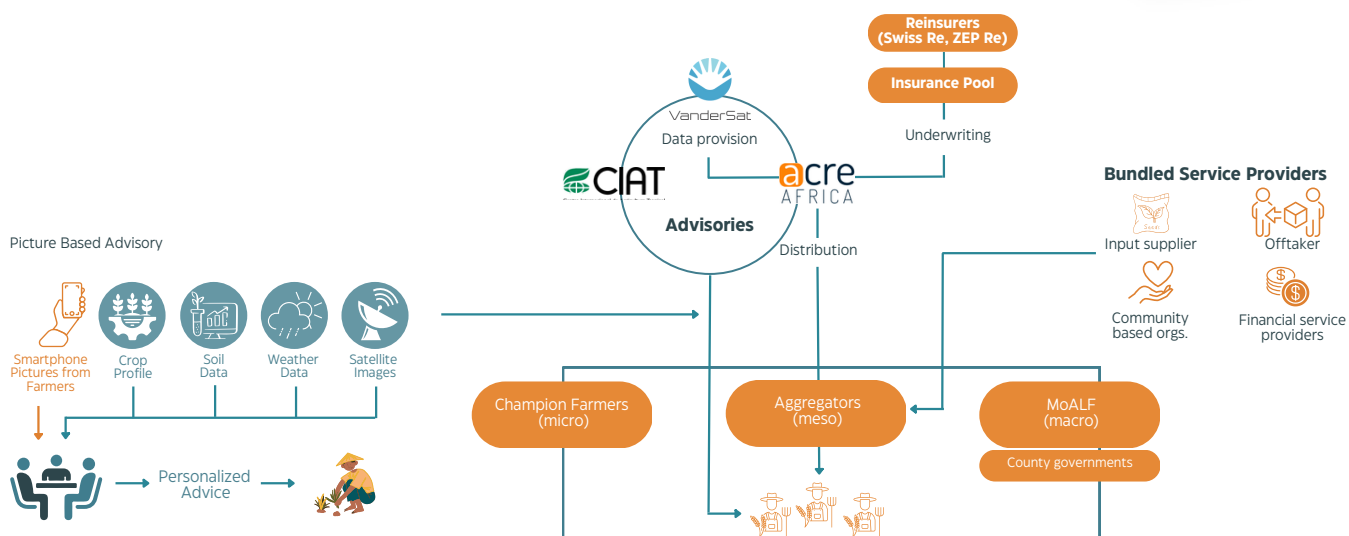 Reinsurers
(Swiss Re, ZEP Re)
Insurance Pool
Underwriting
VanderSat
Data provision
CIAT
acre
AFRICA
Advisories
Distribution
Bundled Service Providers
Input supplier
Offtaker
Community
based orgs.
Financial service
providers
Picture Based Advisory
Smartphone
Pictures from
Farmers
Crop
Profile
Soil
Data
Weather
Data
Satellite
Images
Personalized
Advice
Champion Farmers
(micro)
Aggregators
(meso)
MoALF
(macro)
County governments